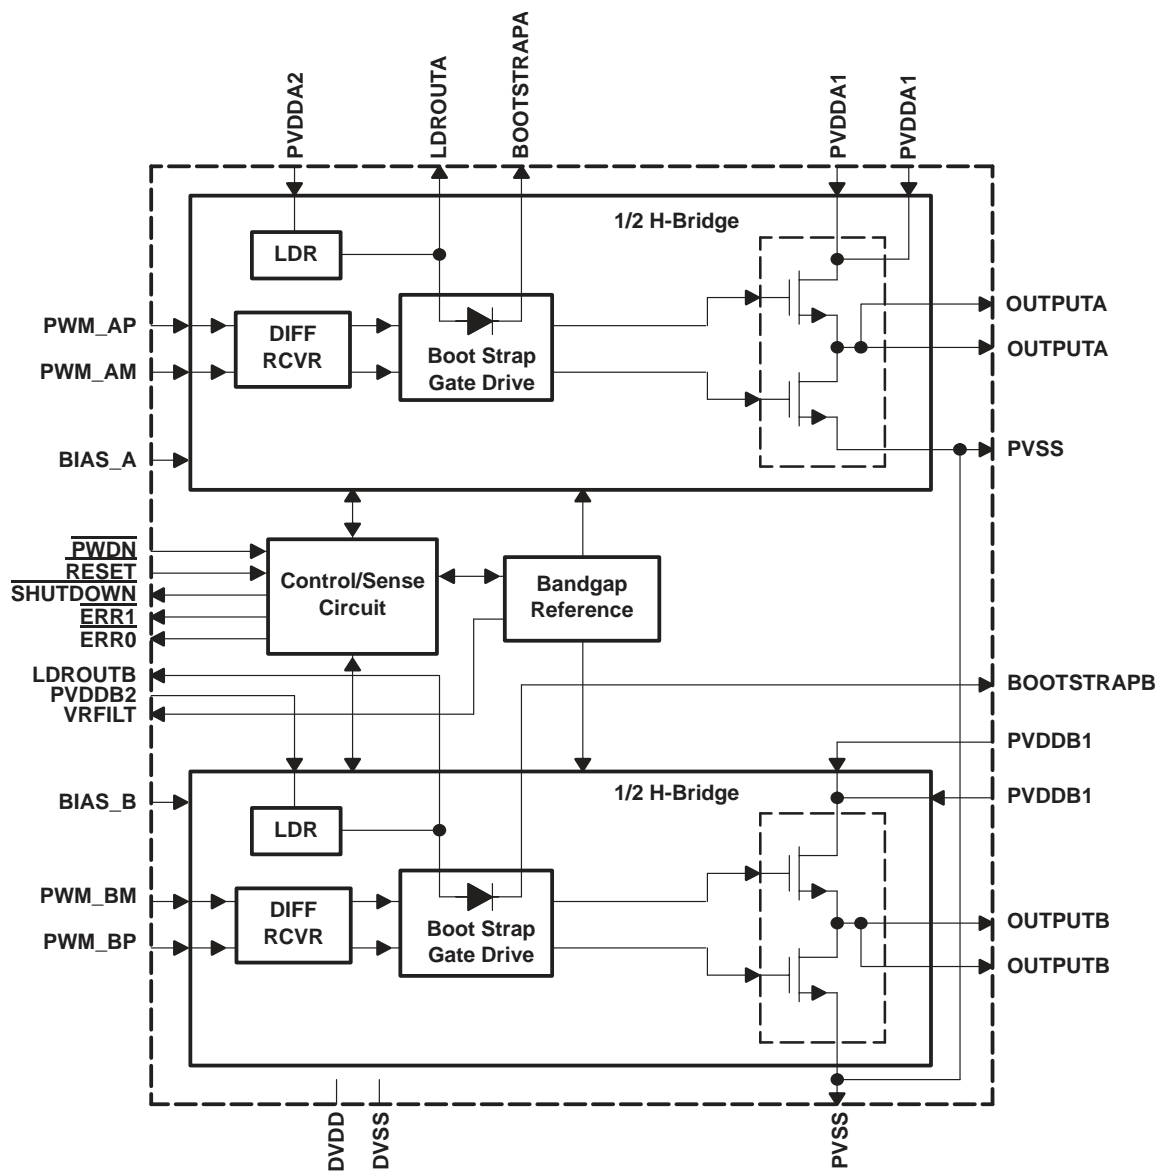 PVDDA2
LDROUTA
BOOTSTRAPA
PVDDA1
PVDDA1
1/2 H-Bridge
LDR
OUTPUTA
PWM_AP
DIFF
RCVR
Boot Strap
Gate Drive
OUTPUTA
PWM_AM
BIAS_A
PVSS
PWDN
RESET
SHUTDOWN
ERR1
ERR0
Control/Sense
Circuit
Bandgap
Reference
LDROUTB
PVDDB2
VRFILT
BOOTSTRAPB
PVDDB1
1/2 H-Bridge
PVDDB1
BIAS_B
LDR
PWM_BM
DIFF
RCVR
Boot Strap
Gate Drive
OUTPUTB
PWM_BP
OUTPUTB
DVDD
DVSS
PVSS